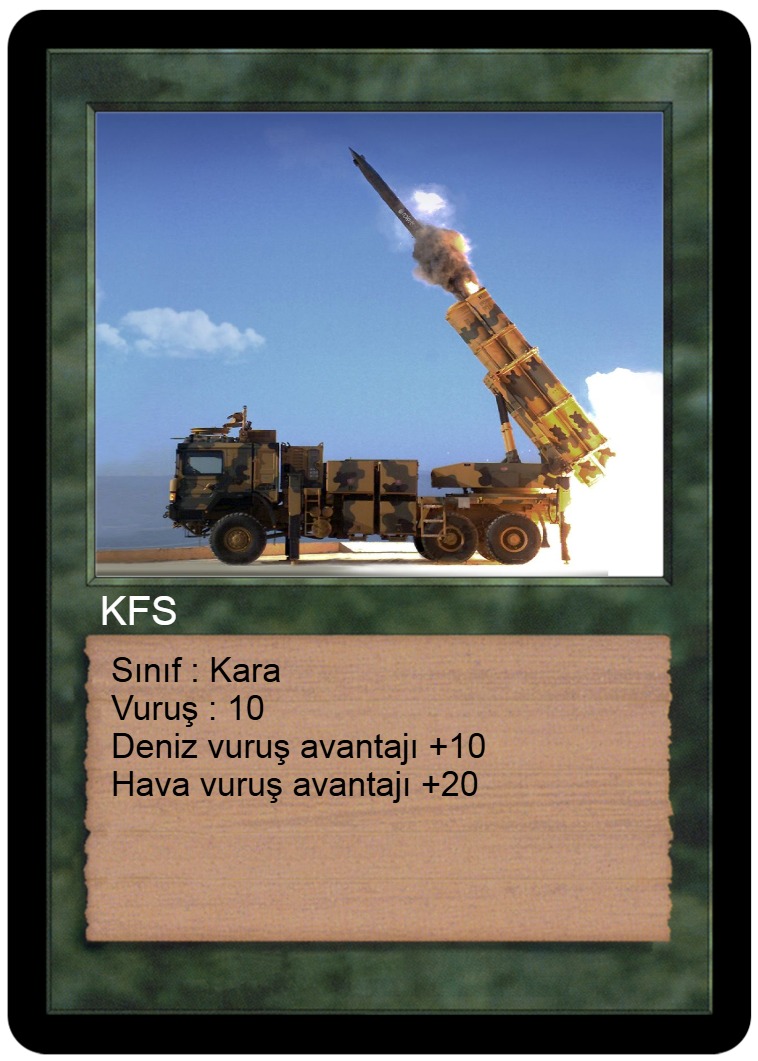 KFS
Sınıf : Kara
Vuruş : 10
Deniz vuruş avantajı +10
Hava vuruş avantajı +20